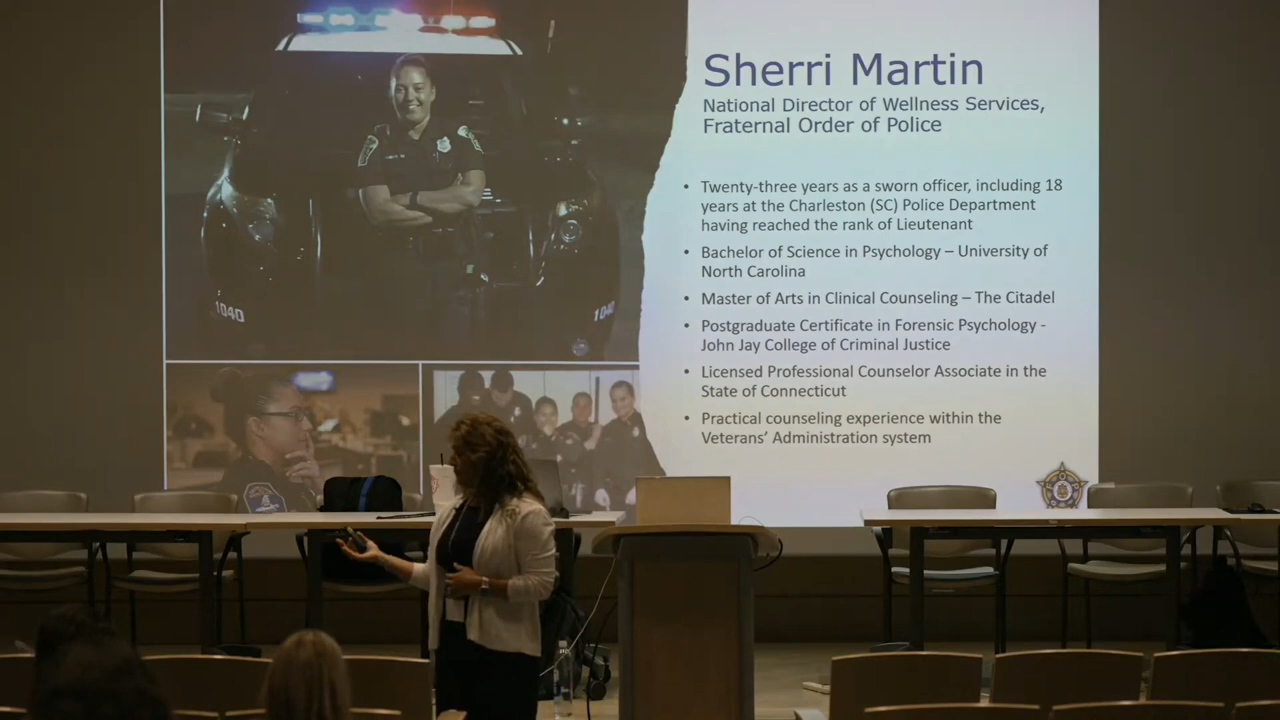 Sherri Martin
National Director of Wellness Services,
Fraternal Order of Police
• Twenty-three years as a sworn officer, including 18
years at the Charleston (SC) Police Department
having reached the rank of Lieutenant
• Bachelor of Science in Psychology – University of
North Carolina
• Master of Arts in Clinical Counseling – The Citadel
• Postgraduate Certificate in Forensic Psychology -
John Jay College of Criminal Justice
• Licensed Professional Counselor Associate in the
State of Connecticut
• Practical counseling experience within the
Veterans' Administration system
1040
1040